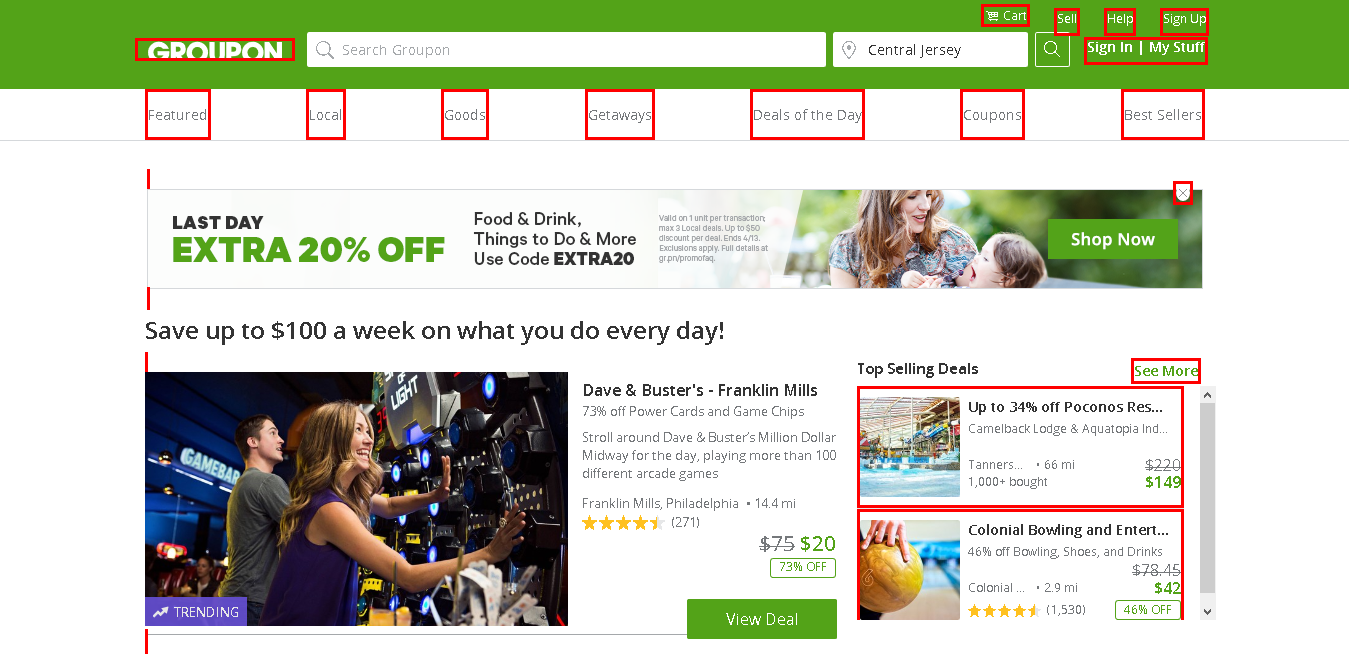 Cart
Sell
Help
Sign Up
GROUPON
Search Groupon
Central Jersey
Sign In | My Stuff
Featured
Local
Goods
Getaways
Deals of the Day
Coupons
Best Sellers
LAST DAY
EXTRA 20% OFF
Food & Drink,
Things to Do & More
Use Code EXTRA20
Valid on 1 unit per transaction;
max 3 Local deals. Up to $50
discount per deal. Ends 4/13.
Exclusions apply. Full details at
gr.pn/promofaq.
Shop Now
Save up to $100 a week on what you do every day!
GAMEBAR
OF
LIGHT
TRENDING
Dave & Buster's - Franklin Mills
73% off Power Cards and Game Chips
Stroll around Dave & Buster’s Million Dollar
Midway for the day, playing more than 100
different arcade games
Franklin Mills, Philadelphia • 14.4 mi
(271)
$75 $20
73% OFF
View Deal
Top Selling Deals
See More
Up to 34% off Poconos Res...
Camelback Lodge & Aquatopia Ind...
Tanners... • 66 mi
$220
1,000+ bought
$149
Colonial Bowling and Entert...
46% off Bowling, Shoes, and Drinks
$78.45
Colonial ... • 2.9 mi
$42
(1,530)
46% OFF